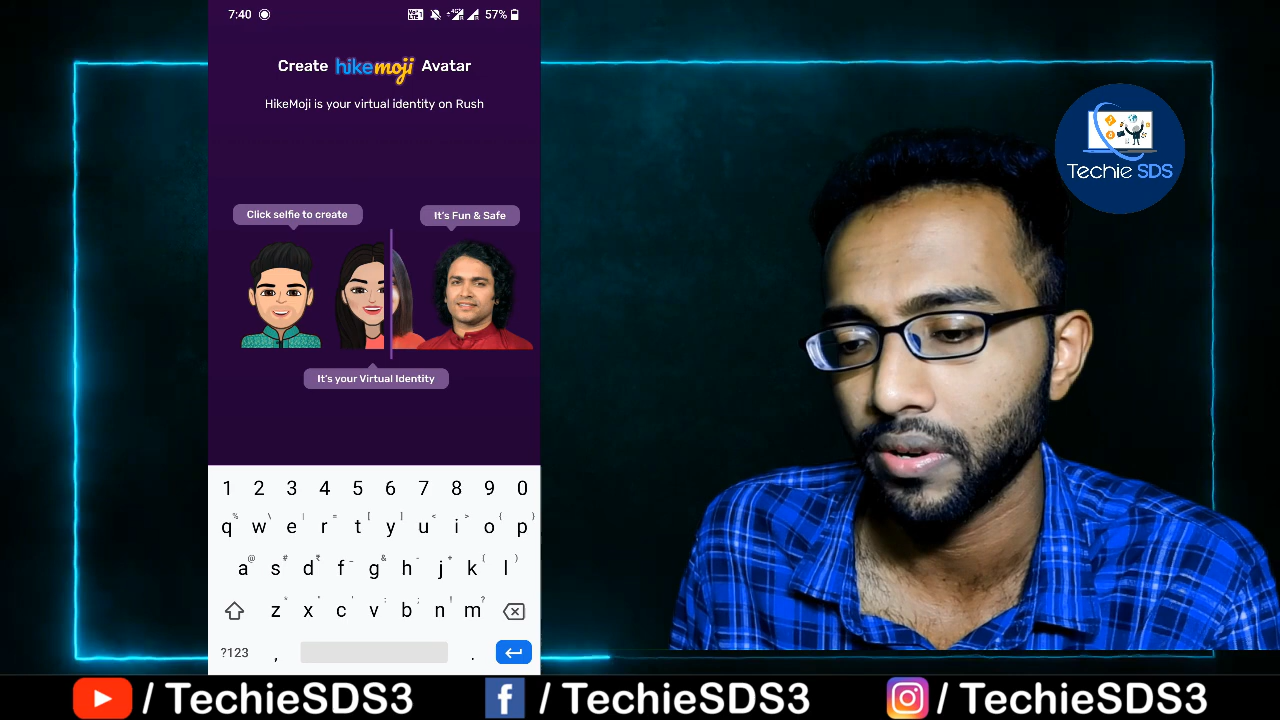 7:40 57%
Create hikemoji Avatar
HikeMoji is your virtual identity on Rush
Click selfie to create
It's Fun & Safe
It's your Virtual Identity
1 2 3 4 5 6 7 8 9 0
q w e r t y u i o p
a s d f g h j k l
z x c v b n m
?123 , .
Techie SDS
/ TechieSDS3 / TechieSDS3 / TechieSDS3